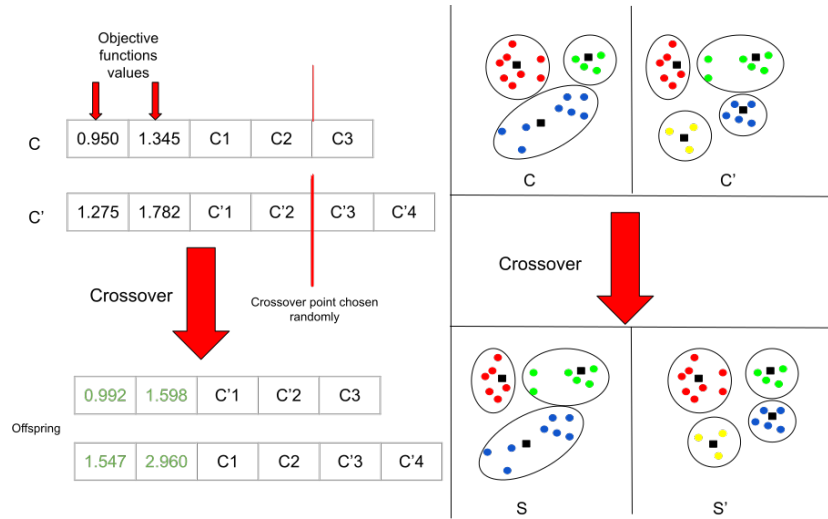 Objective
functions
values
C
0.950 1.345 C1 C2 C3
C'
1.275 1.782 C'1 C'2 C'3 C'4
Crossover
Crossover point chosen
randomly
Offspring
0.992 1.598 C'1 C'2 C3
1.547 2.960 C1 C2 C'3 C'4
C C'
Crossover
S S'